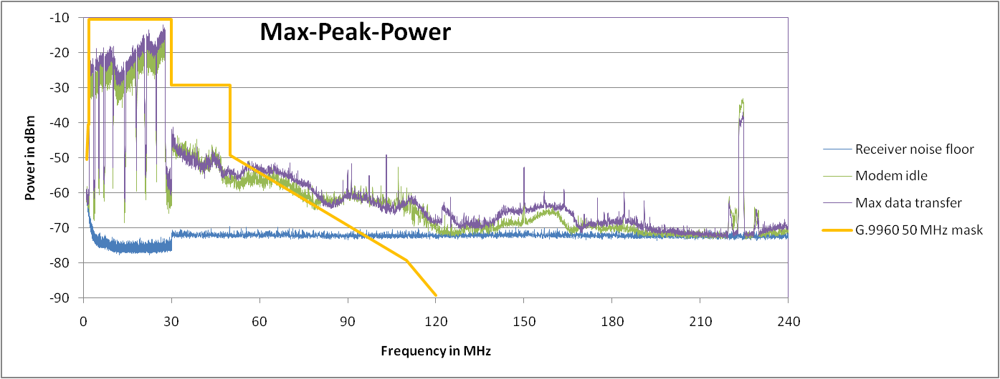 Max-Peak-Power
-10
-20
-30
-40
-50
-60
-70
-80
-90
Power in dBm
0 30 60 90 120 150 180 210 240
Frequency in MHz
Receiver noise floor
Modem idle
Max data transfer
G.9960 50 MHz mask